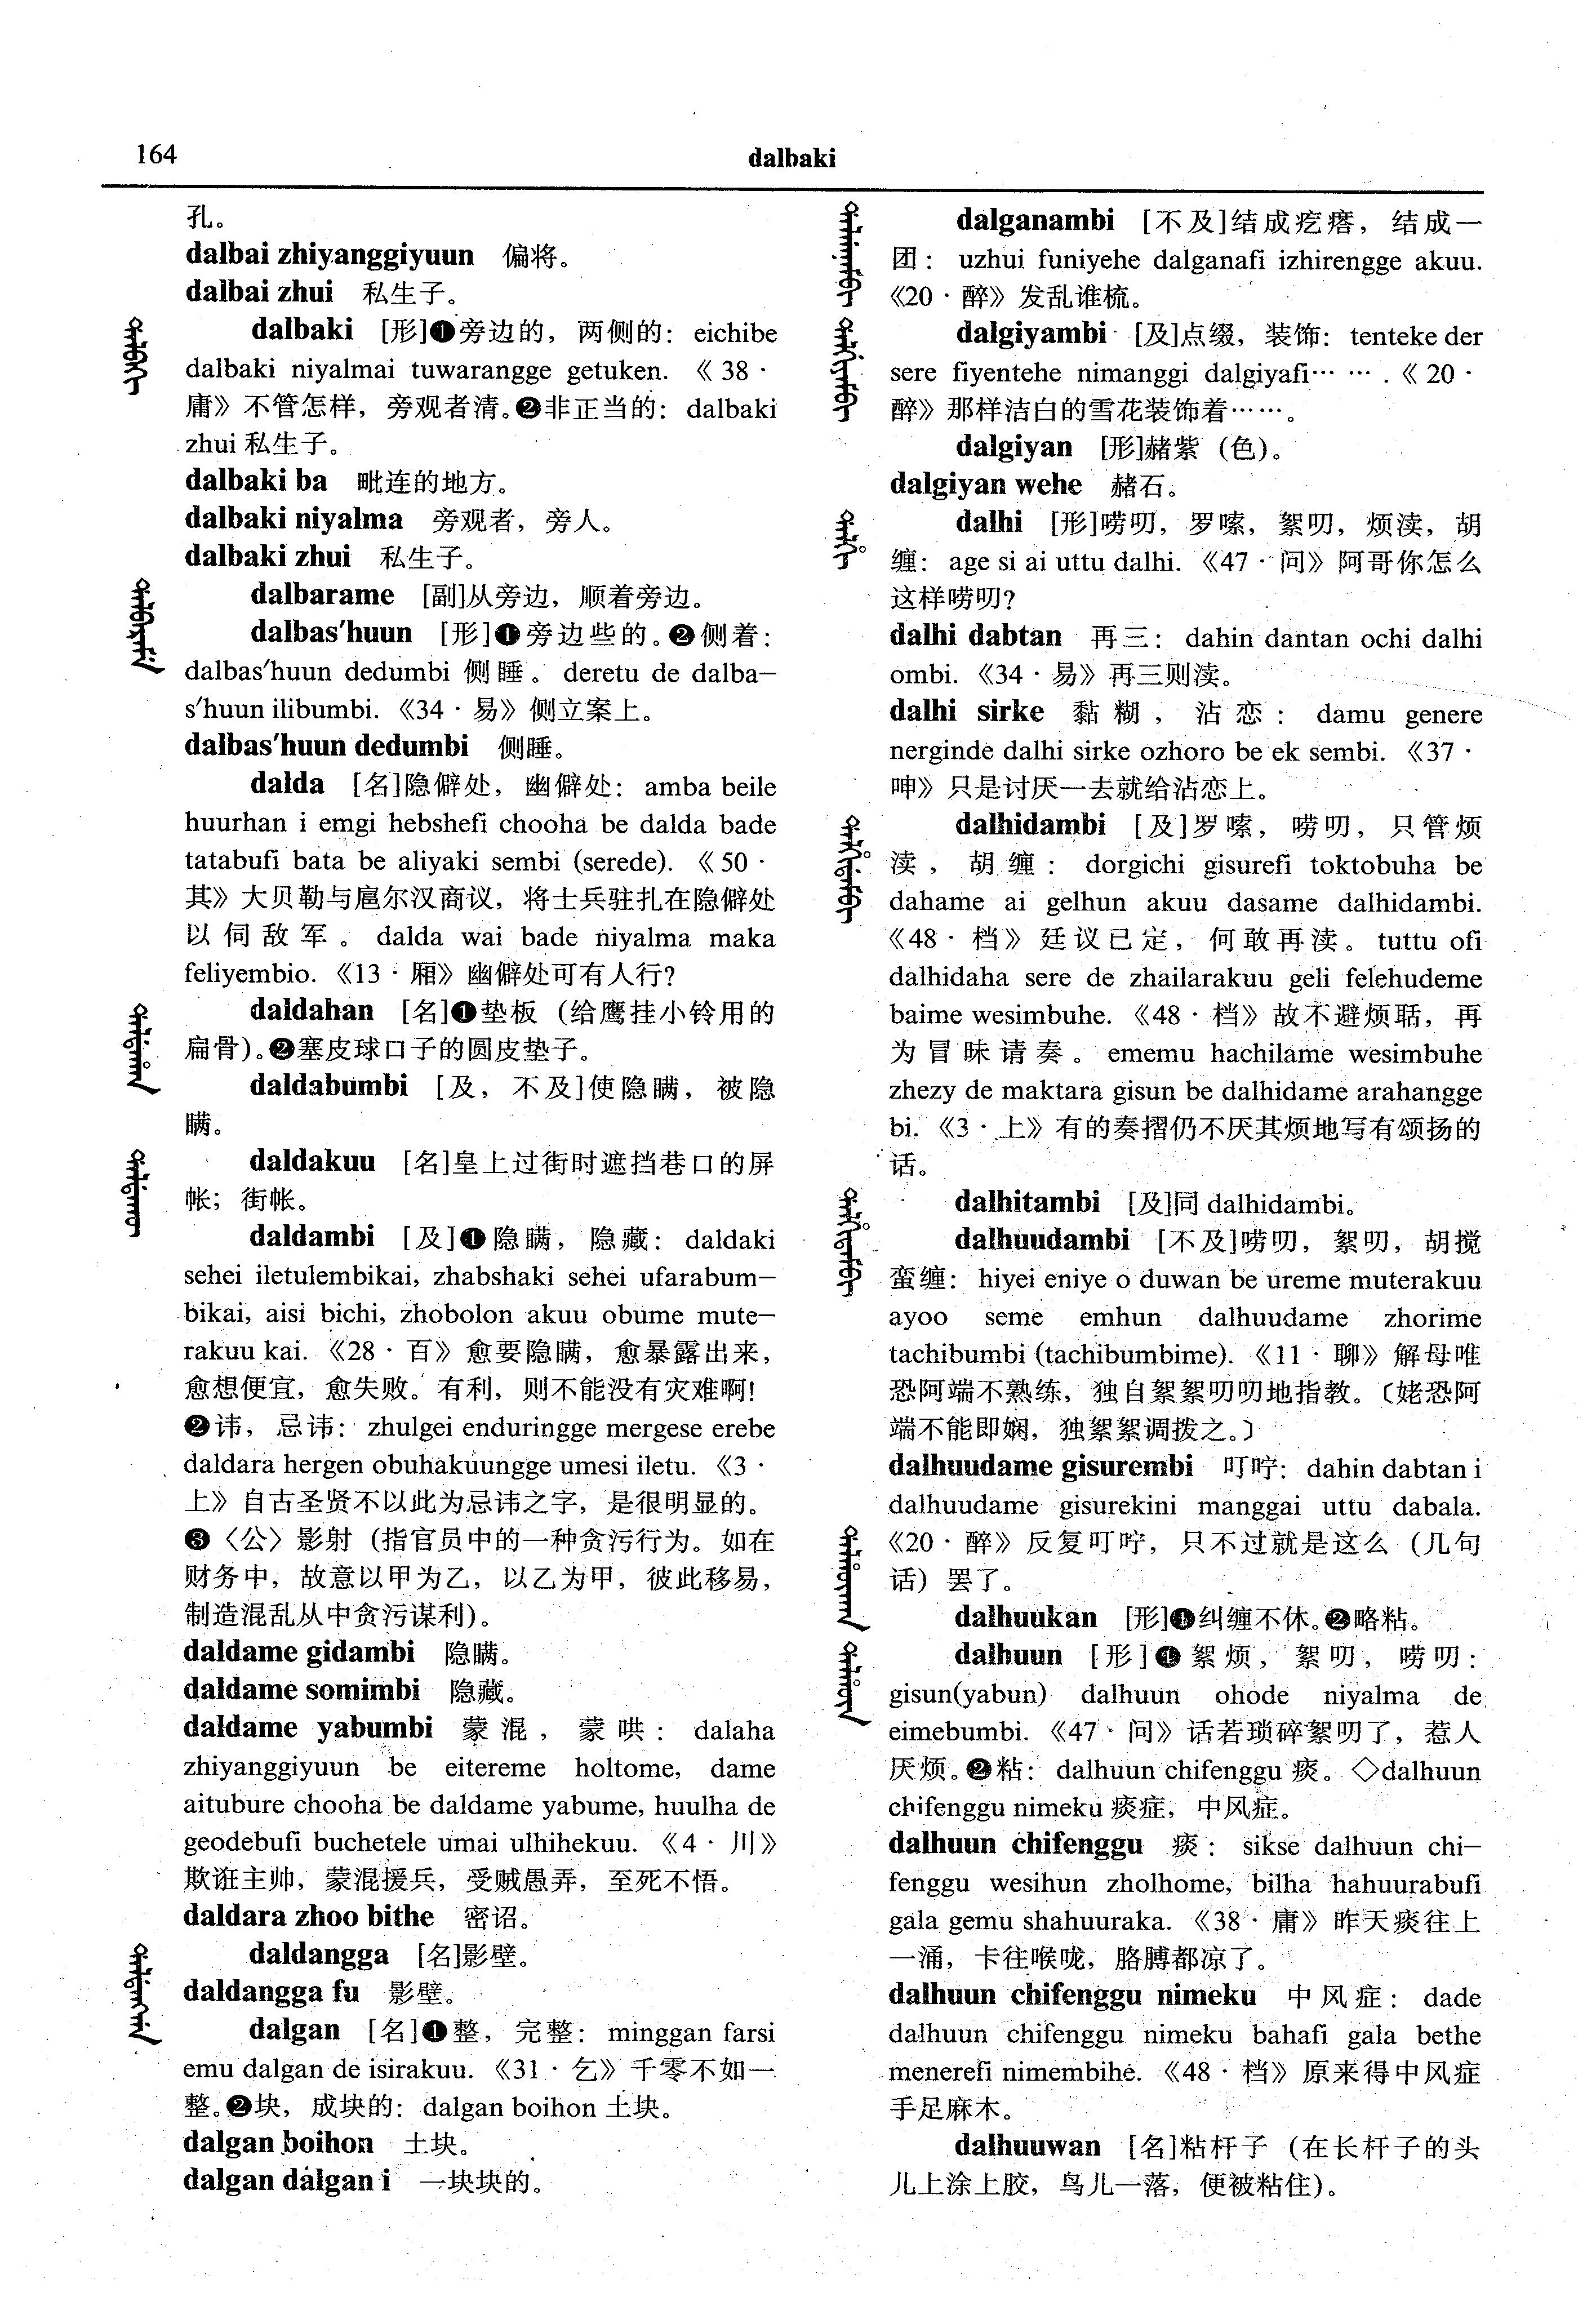 164
dalbaki
孔。
dalbai zhiyanggiyuun 偏将。
dalbai zhui 私生子。
dalbaki [形]❶旁边的，两侧的：eichibe
dalbaki niyalmai tuwarangge getuken. 《38·
庸》不管怎样，旁观者清。❷非正当的：dalbaki
zhui 私生子。
dalbaki ba 毗连的地方。
dalbaki niyalma 旁观者，旁人。
dalbaki zhui 私生子。
dalbarame [副]从旁边，顺着旁边。
dalbas'huun [形]❶旁边些的。❷侧着：
dalbas'huun dedumbi 侧睡。deretu de dalba-
s'huun ilibumbi. 《34·易》侧立案上。
dalbas'huun dedumbi 侧睡。
dalda [名]隐僻处，幽僻处：amba beile
huurhan i emgi hebshefi chooha be dalda bade
tatabufi bata be aliyaki sembi (serede). 《50·
其》大贝勒与扈尔汉商议，将士兵驻扎在隐僻处
以伺敌军。dalda wai bade niyalma maka
feliyembio. 《13·厢》幽僻处可有人行？
daldahan [名]❶垫板（给鹰挂小铃用的
扁骨）。❷塞皮球口子的圆皮垫子。
daldabumbi [及，不及]使隐瞒，被隐
瞒。
daldakuu [名]皇上过街时遮挡巷口的屏
帐；街帐。
daldambi [及]❶隐瞒，隐藏：daldaki
sehei iletulembikai, zhabshaki sehei ufarabum-
bikai, aisi bichi, zhobolon akuu obume mute-
rakuu kai. 《28·百》愈要隐瞒，愈暴露出来，
愈想便宜，愈失败。有利，则不能没有灾难啊！
❷讳，忌讳：zhulgei enduringge mergese erebe
daldara hergen obuhakuungge umesi iletu. 《3·
上》自古圣贤不以此为忌讳之字，是很明显的。
❸〈公〉影射（指官员中的一种贪污行为。如在
财务中，故意以甲为乙，以乙为甲，彼此移易，
制造混乱从中贪污谋利）。
daldame gidambi 隐瞒。
daldame somimbi 隐藏。
daldame yabumbi 蒙混，蒙哄：dalaha
zhiyanggiyuun be eitereme holtome, dame
aitubure chooha be daldame yabume, huulha de
geodebufi buchetele umai ulhihekuu. 《4·川》
欺诳主帅，蒙混援兵，受贼愚弄，至死不悟。
daldara zhoo bithe 密诏。
daldangga [名]影壁。
daldangga fu 影壁。
dalgan [名]❶整，完整：minggan farsi
emu dalgan de isirakuu. 《31·乞》千零不如一
整。❷块，成块的：dalgan boihon 土块。
dalgan boihon 土块。
dalgan dalgan i 一块块的。
dalganambi [不及]结成疙瘩，结成一
团：uzhui funiyehe dalganafi izhirengge akuu.
《20·醉》发乱谁梳。
dalgiyambi [及]点缀，装饰：tenteke der
sere fiyentehe nimanggi dalgiyafi…….《20·
醉》那样洁白的雪花装饰着……。
dalgiyan [形]赭紫（色）。
dalgiyan wehe 赭石。
dalhi [形]唠叨，罗嗦，絮叨，烦渎，胡
缠：age si ai uttu dalhi. 《47·问》阿哥你怎么
这样唠叨？
dalhi dabtan 再三：dahin dantan ochi dalhi
ombi. 《34·易》再三则渎。
dalhi sirke 黏糊，沾恋：damu genere
nerginde dalhi sirke ozhoro be ek sembi. 《37·
呻》只是讨厌一去就给沾恋上。
dalhidambi [及]罗嗦，唠叨，只管烦
渎，胡缠：dorgichi gisurefi toktobuha be
dahame ai gelhun akuu dasame dalhidambi.
《48·档》廷议已定，何敢再渎。tuttu ofi
dalhidaha sere de zhailarakuu geli felehudeme
baime wesimbuhe. 《48·档》故不避烦聒，再
为冒昧请奏。ememu hachilame wesimbuhe
zhezy de maktara gisun be dalhidame arahangge
bi. 《3·上》有的奏摺仍不厌其烦地写有颂扬的
话。
dalhitambi [及]同 dalhidambi。
dalhuudambi [不及]唠叨，絮叨，胡搅
蛮缠：hiyei eniye o duwan be ureme muterakuu
ayoo seme emhun dalhuudame zhorime
tachibumbi (tachibumbime). 《11·聊》解母唯
恐阿端不熟练，独自絮絮叨叨地指教。〔姥恐阿
端不能即娴，独絮絮调拨之。〕
dalhuudame gisurembi 叮咛：dahin dabtan i
dalhuudame gisurekini manggai uttu dabala.
《20·醉》反复叮咛，只不过就是这么（几句
话）罢了。
dalhuukan [形]❶纠缠不休。❷略粘。
dalhuun [形]❶絮烦，絮叨，唠叨：
gisun(yabun) dalhuun ohode niyalma de
eimebumbi. 《47·问》话若琐碎絮叨了，惹人
厌烦。❷粘：dalhuun chifenggu 痰。◇dalhuun
chifenggu nimeku 痰症，中风症。
dalhuun chifenggu 痰：sikse dalhuun chi-
fenggu wesihun zholhome, bilha hahuurabufi
gala gemu shahuuraka. 《38·庸》昨天痰往上
一涌，卡往喉咙，胳膊都凉了。
dalhuun chifenggu nimeku 中风症：dade
dalhuun chifenggu nimeku bahafi gala bethe
menerefi nimembihe. 《48·档》原来得中风症
手足麻木。
dalhuuwan [名]粘杆子（在长杆子的头
儿上涂上胶，鸟儿一落，便被粘住）。